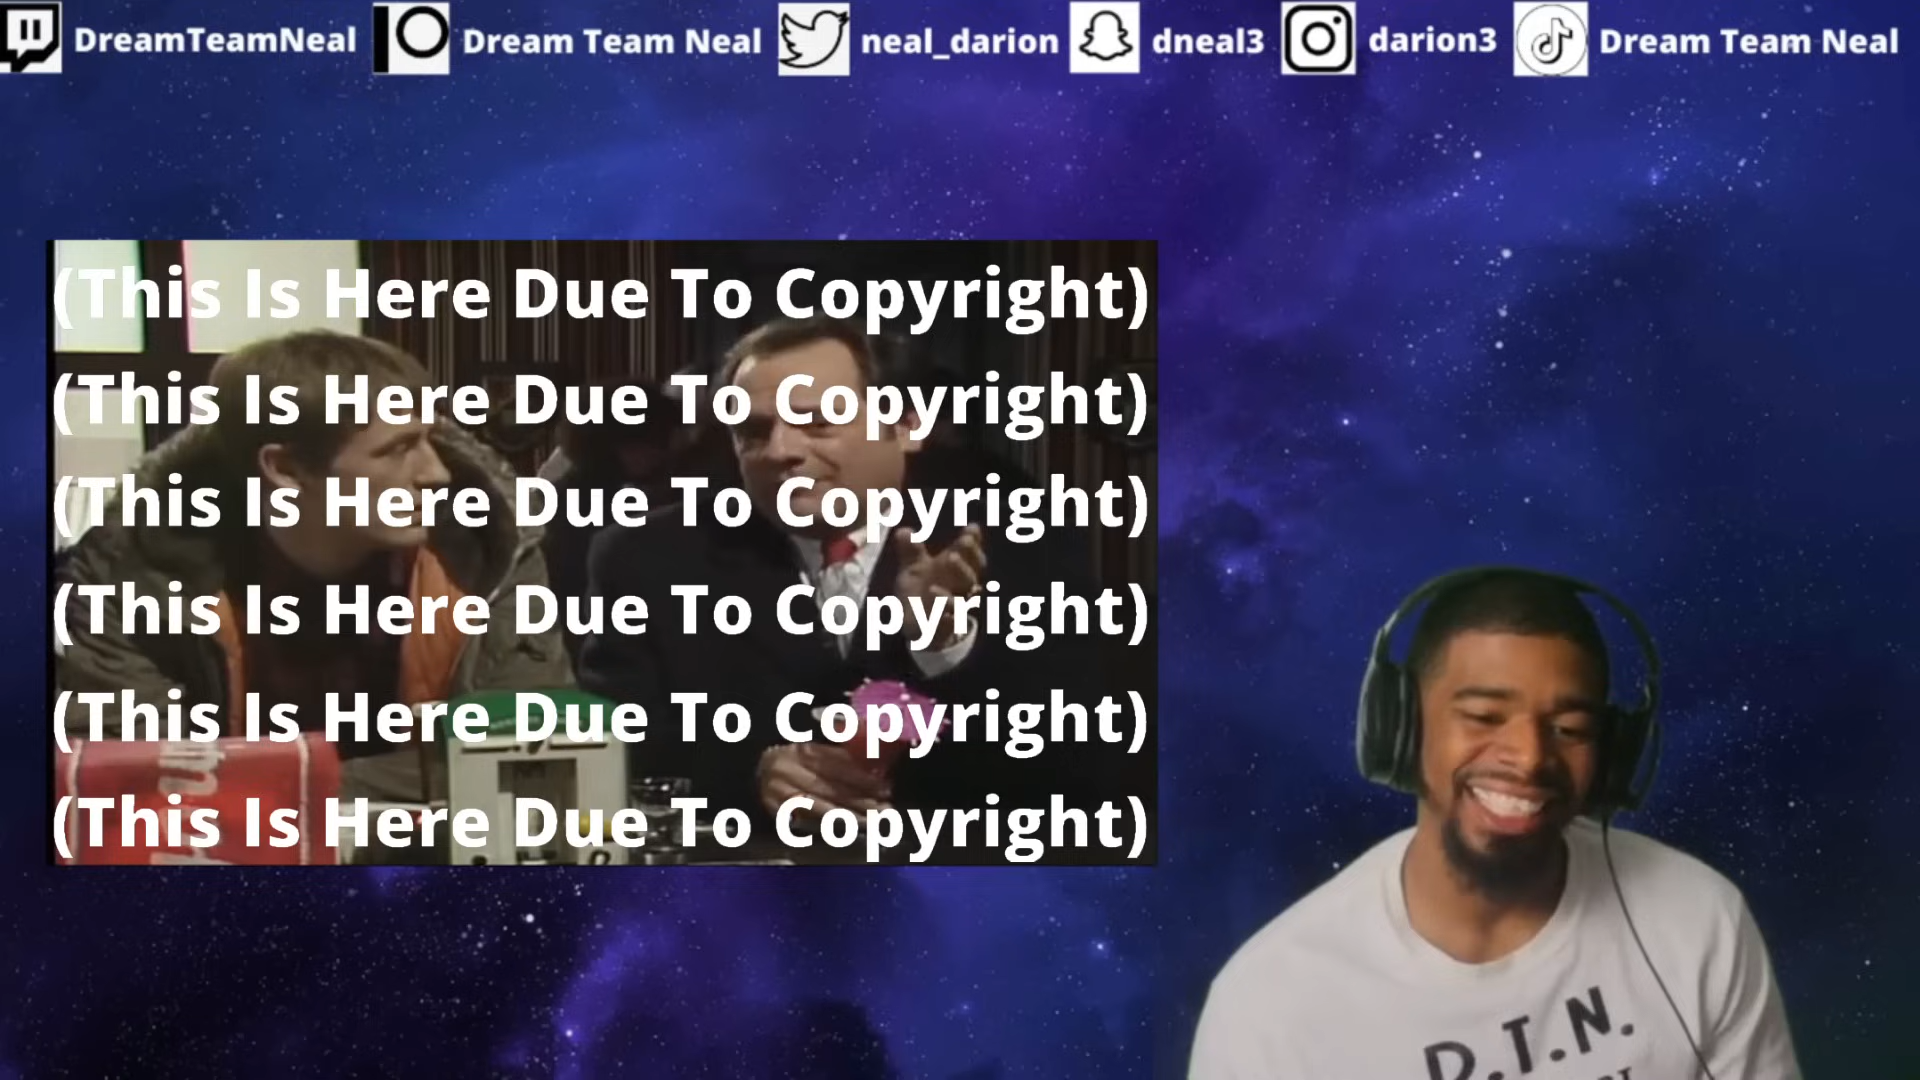 DreamTeamNeal Dream Team Neal neal_darion dneal3 darion3 Dream Team Neal
(This Is Here Due To Copyright)
(This Is Here Due To Copyright)
(This Is Here Due To Copyright)
(This Is Here Due To Copyright)
(This Is Here Due To Copyright)
(This Is Here Due To Copyright)
D.T.N.